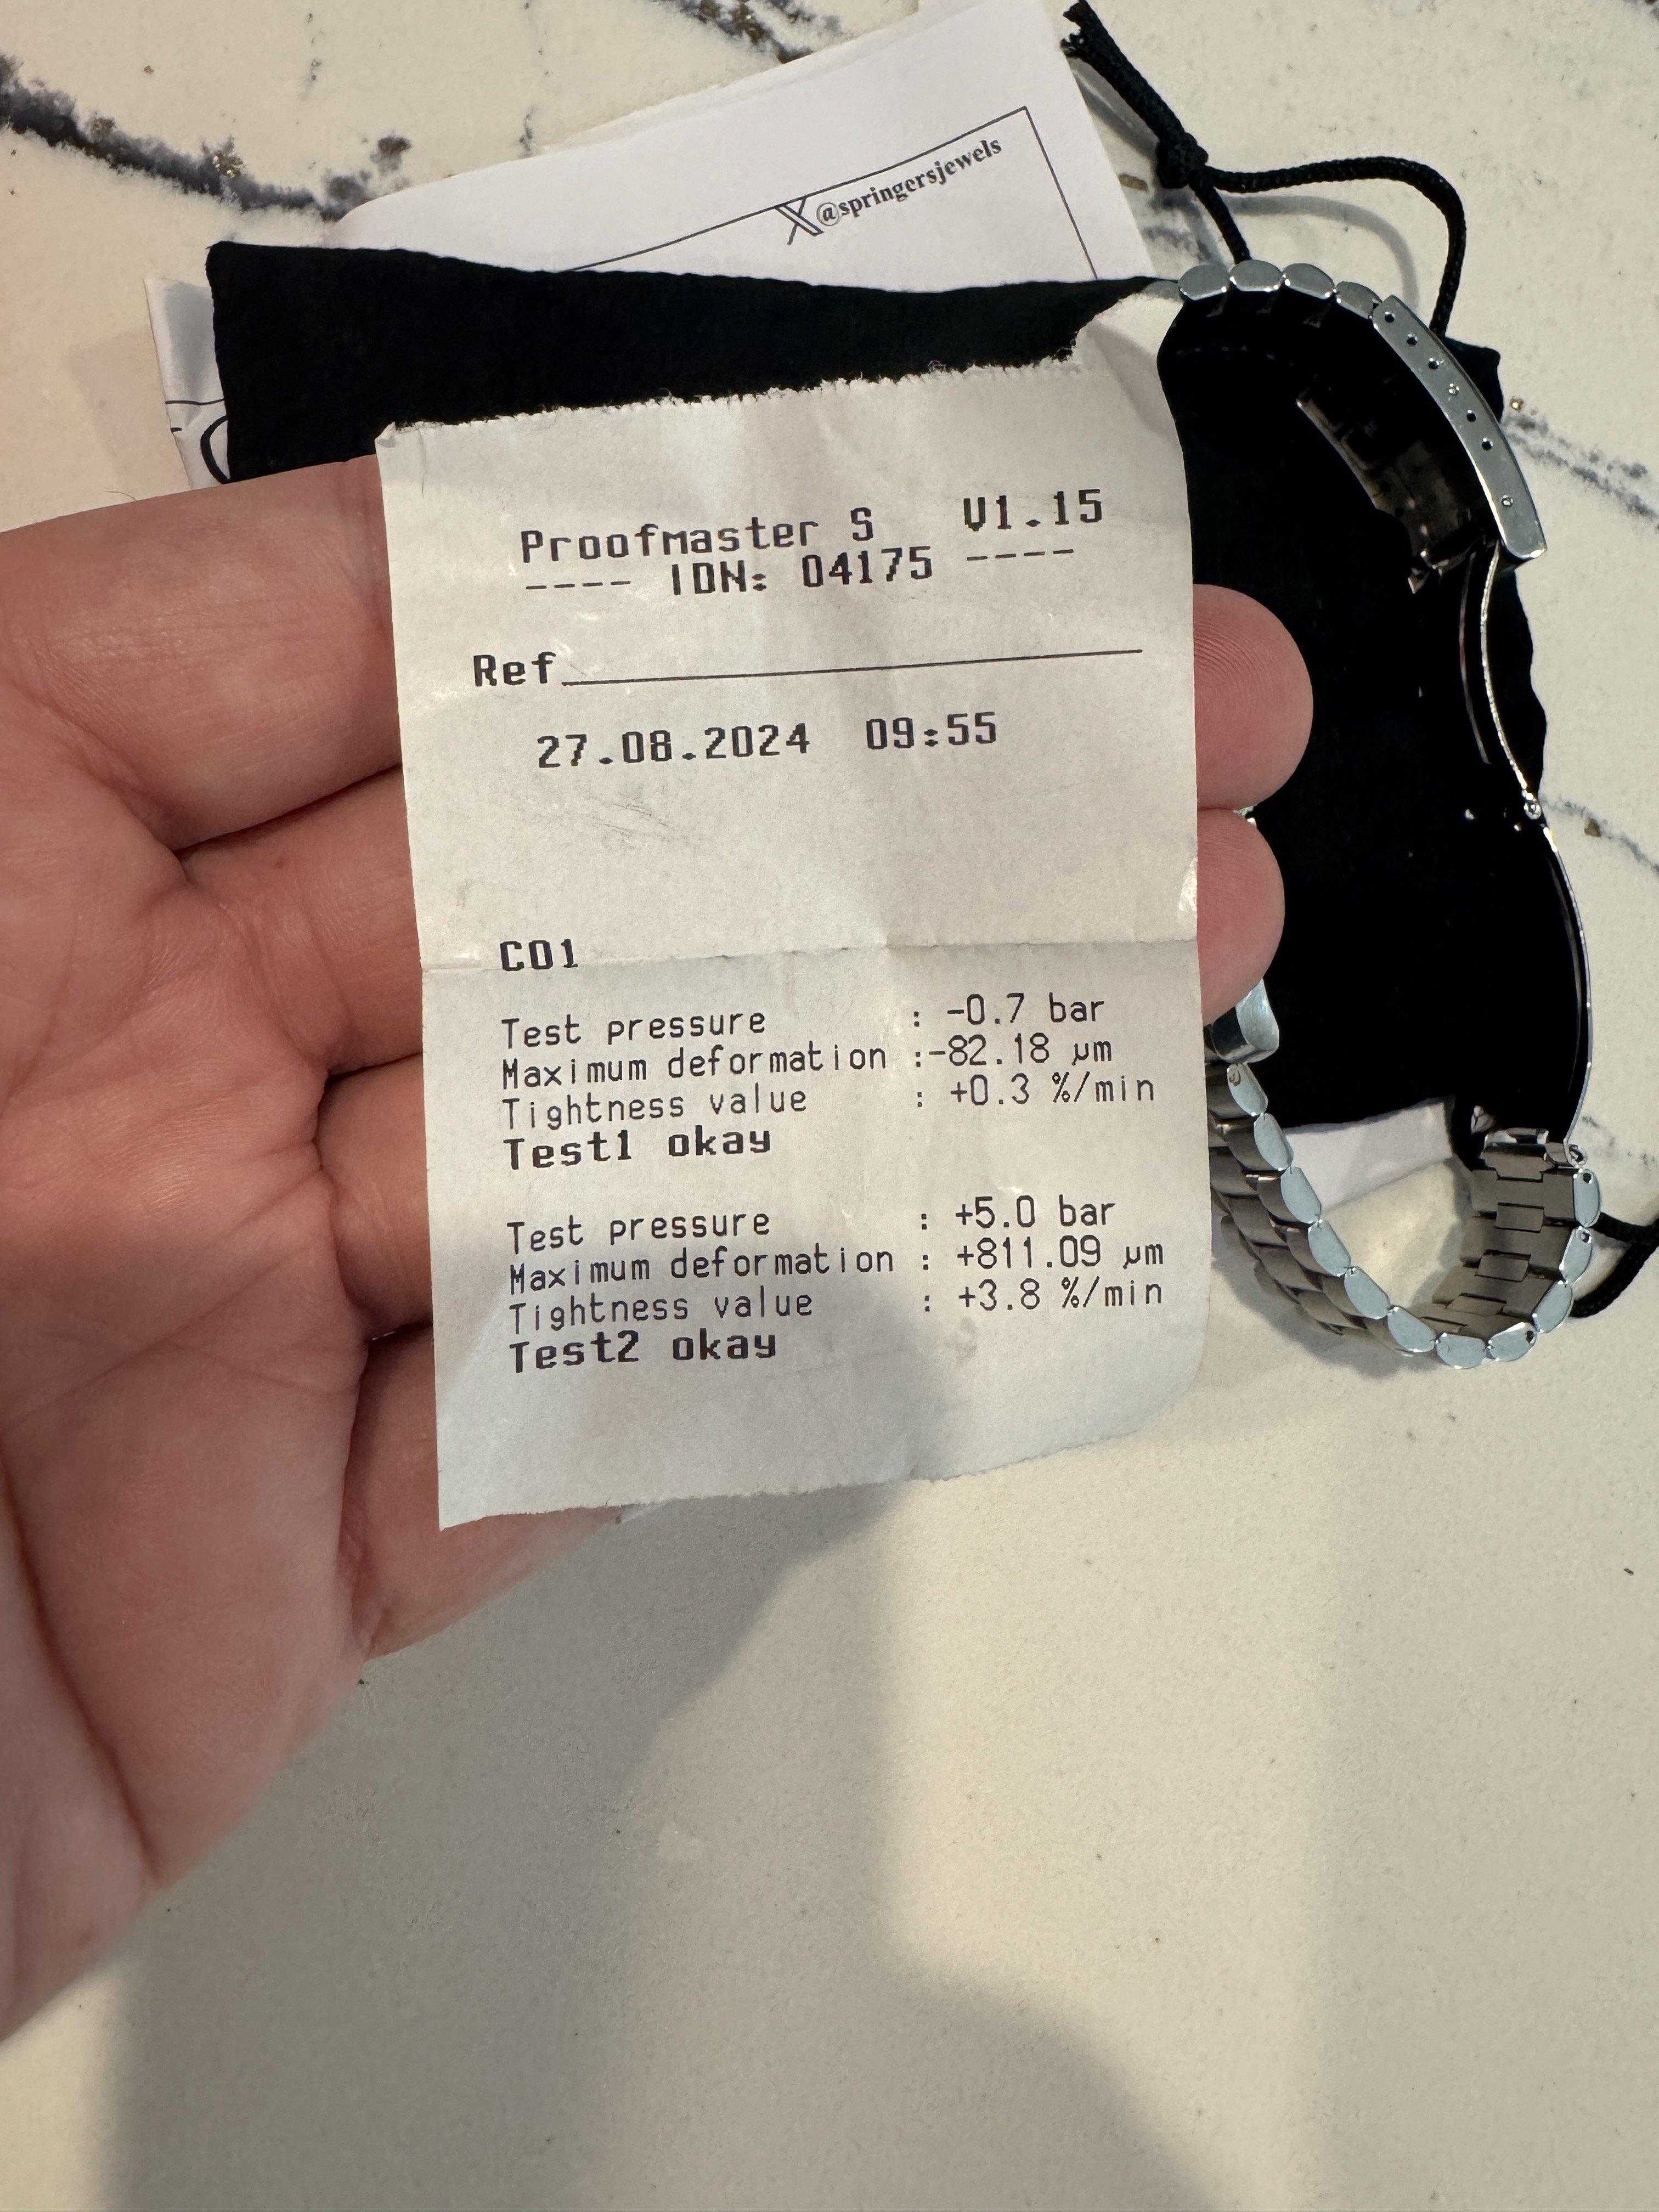 X@springersjewels
Proofmaster S V1.15
---- IDN: 04175 ----
Ref
27.08.2024 09:55
C01
Test pressure : -0.7 bar
Maximum deformation :-82.18 µm
Tightness value : +0.3 %/min
Test1 okay
Test pressure : +5.0 bar
Maximum deformation : +811.09 µm
Tightness value : +3.8 %/min
Test2 okay